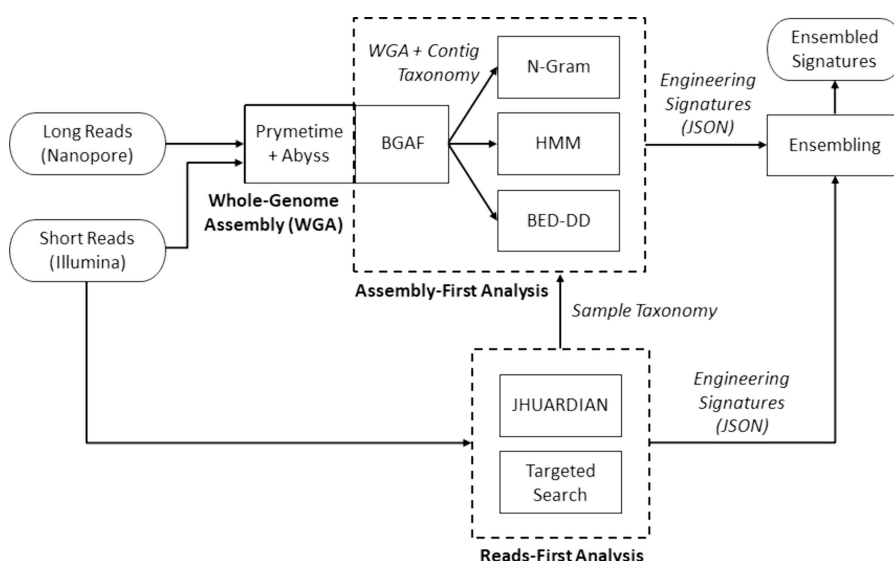 WGA + Contig
Taxonomy
N-Gram
Ensembled
Signatures
Engineering
Signatures
(JSON)
Long Reads
(Nanopore)
Prymetime
+ Abyss
BGAF
HMM
Ensembling
Whole-Genome
Assembly (WGA)
BED-DD
Short Reads
(Illumina)
Assembly-First Analysis
Sample Taxonomy
JHUARDIAN
Engineering
Signatures
(JSON)
Targeted
Search
Reads-First Analysis